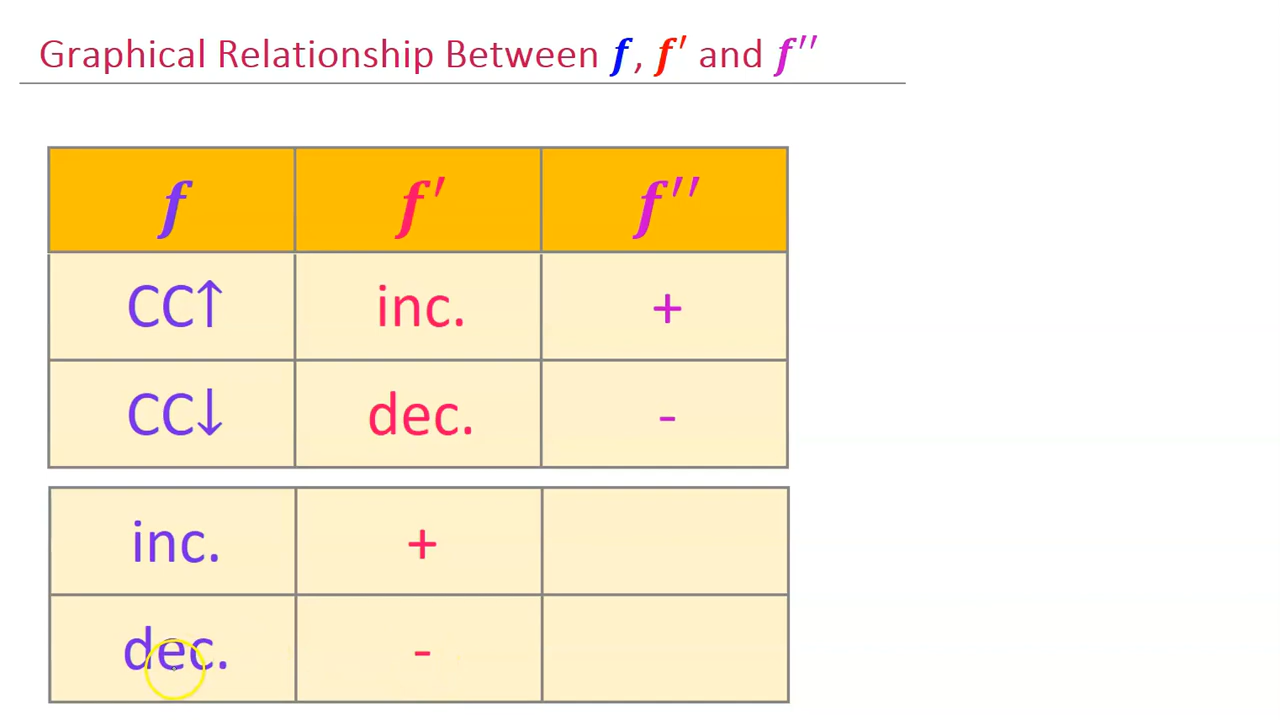 Graphical Relationship Between f, f′ and f′′
f f′ f′′
CC↑ inc. +
CC↓ dec. -
inc. +
dec. -